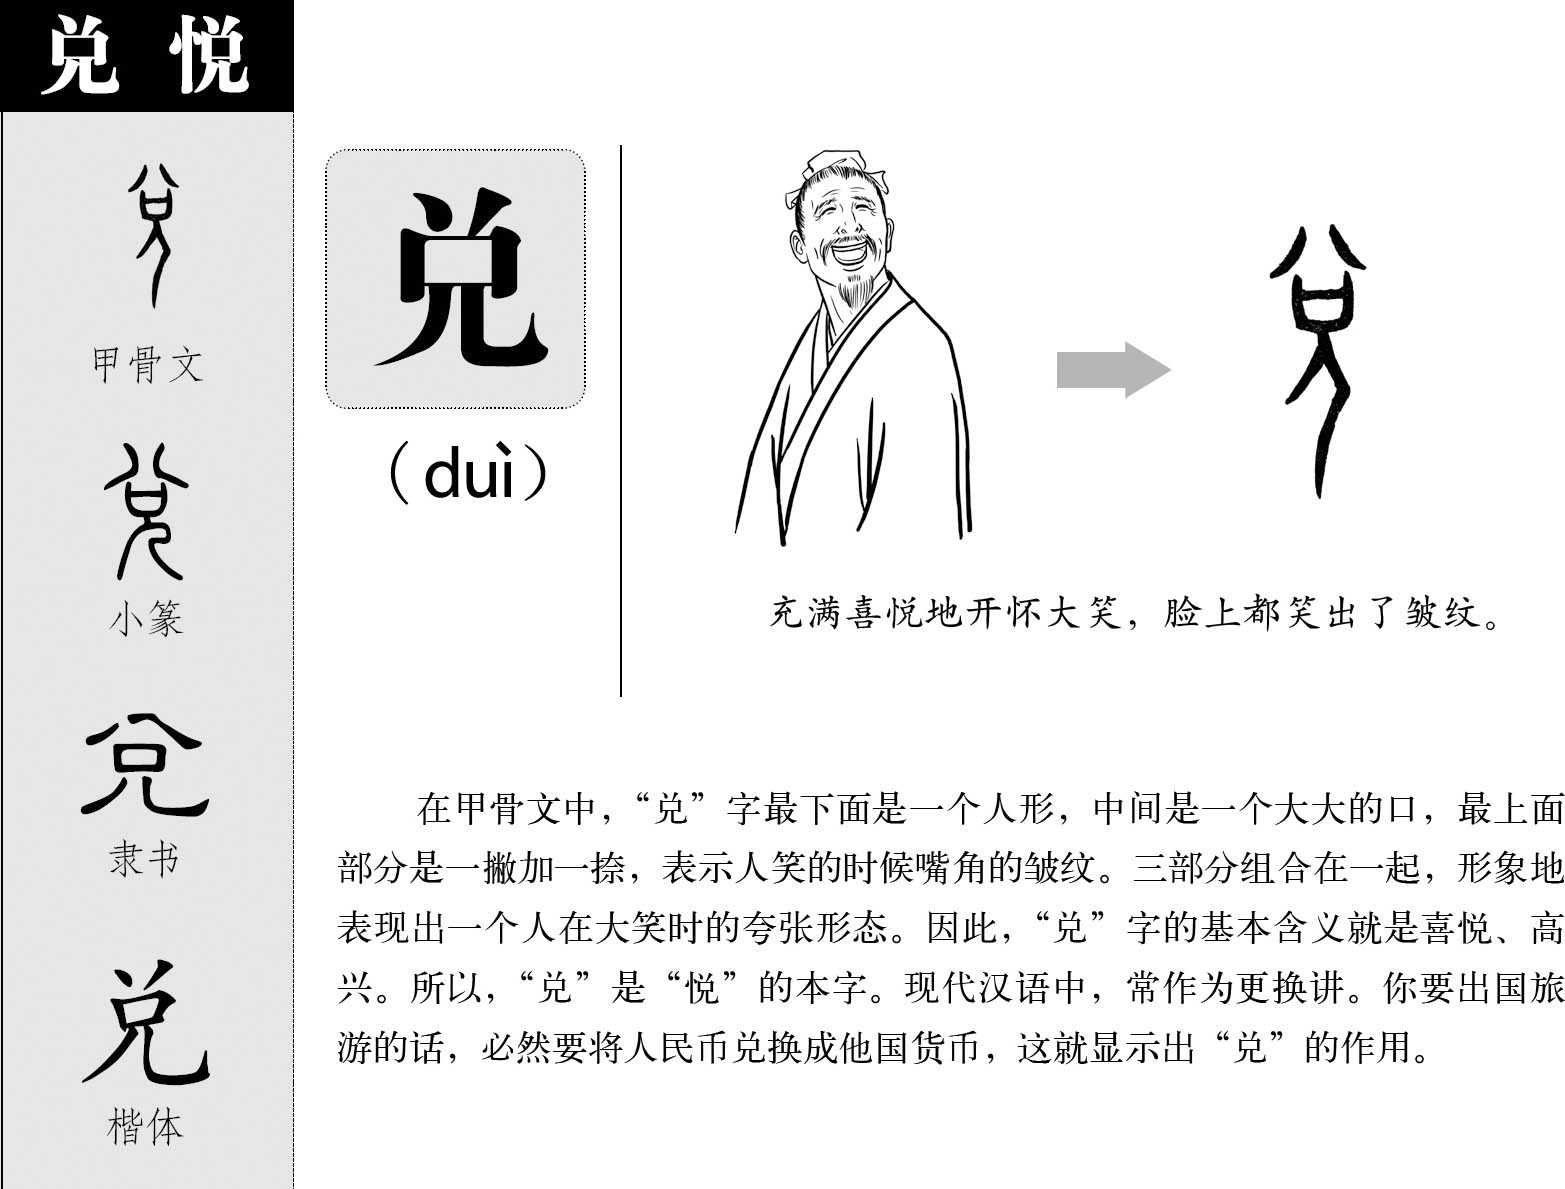 兑 悦
兑
甲骨文
兑
小篆
兑
隶书
兑
楷体
兑
（duì）
兑
充满喜悦地开怀大笑，脸上都笑出了皱纹。
在甲骨文中，“兑”字最下面是一个人形，中间是一个大大的口，最上面
部分是一撇加一捺，表示人笑的时候嘴角的皱纹。三部分组合在一起，形象地
表现出一个人在大笑时的夸张形态。因此，“兑”字的基本含义就是喜悦、高
兴。所以，“兑”是“悦”的本字。现代汉语中，常作为更换讲。你要出国旅
游的话，必然要将人民币兑换成他国货币，这就显示出“兑”的作用。